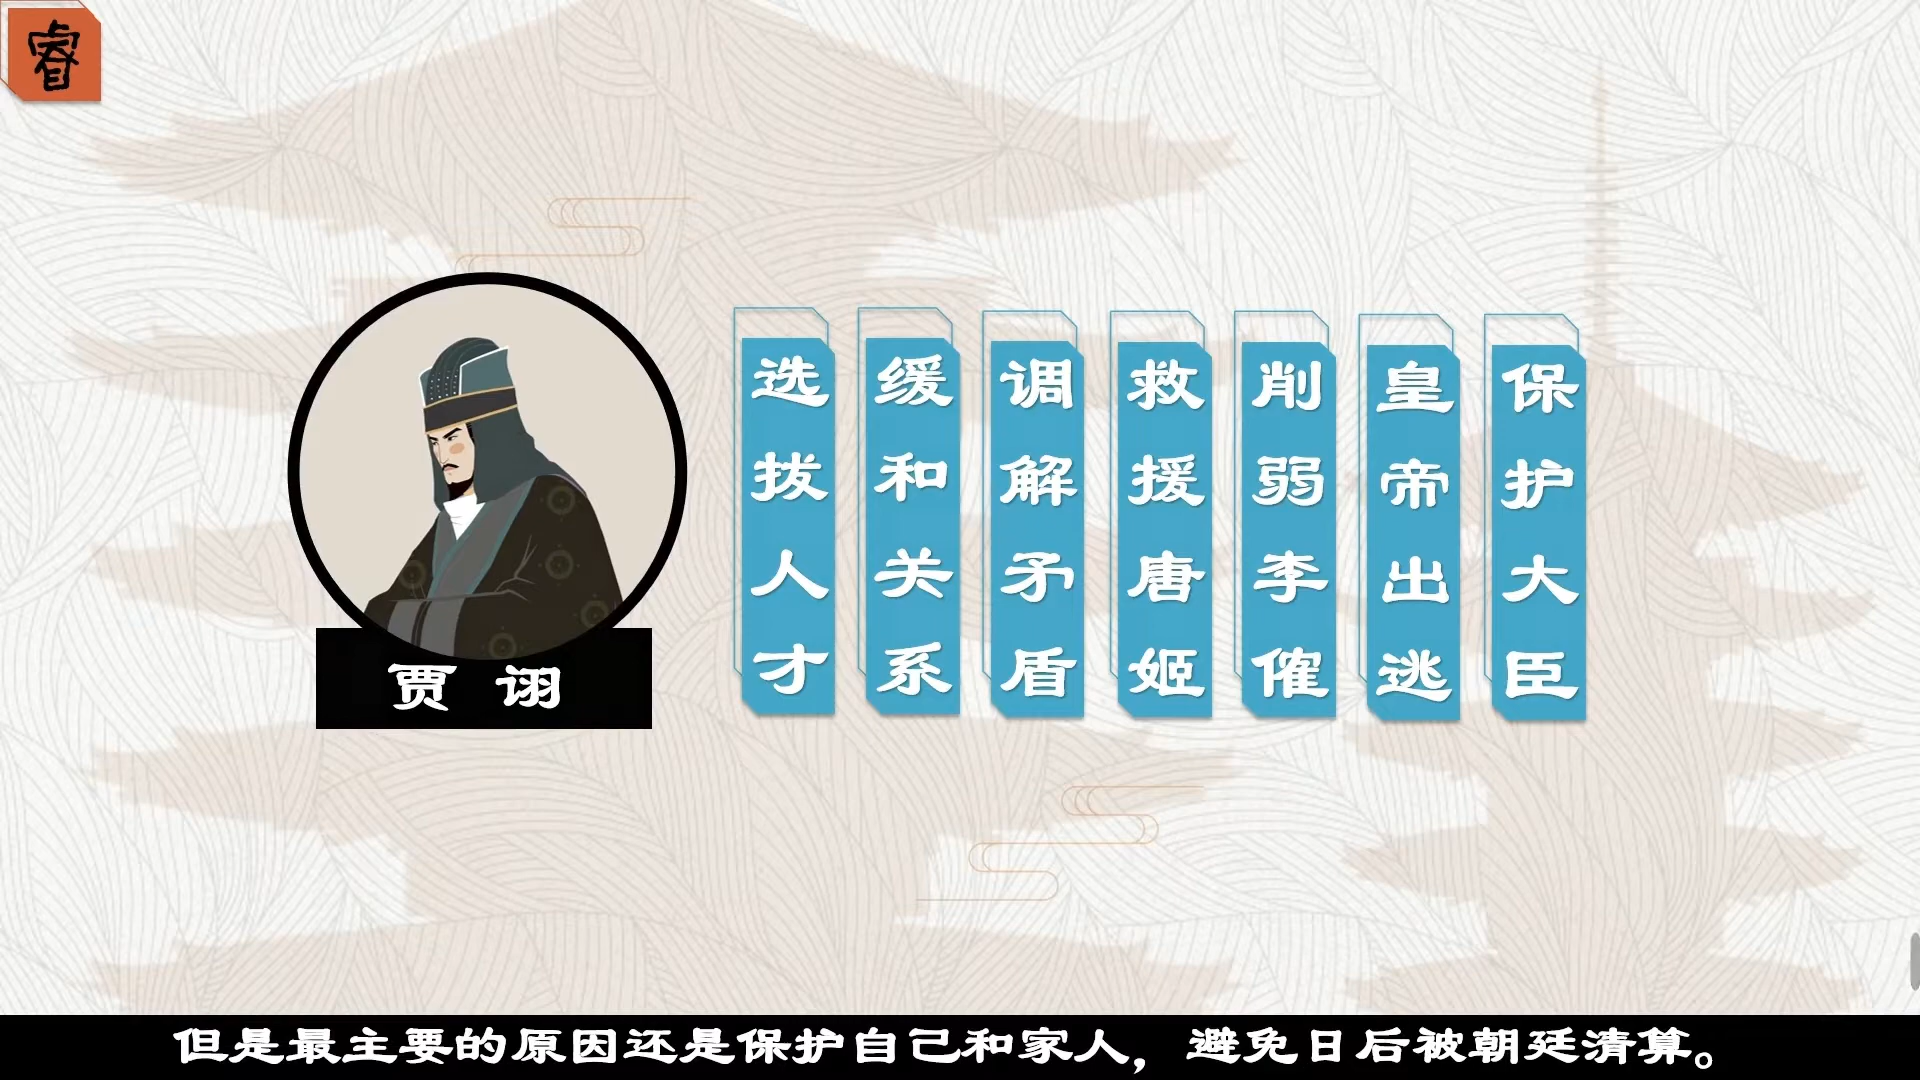 睿
贾诩
选拔人才
缓和关系
调解矛盾
救援唐姬
削弱李傕
皇帝出逃
保护大臣
但是最主要的原因还是保护自己和家人，避免日后被朝廷清算。